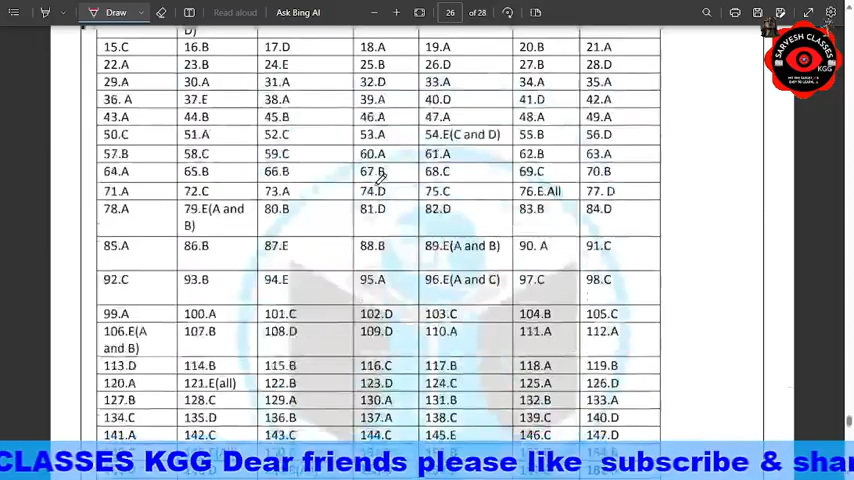 Draw
Read aloud
Ask Bing AI
26 of 28
D)
15.C 16.B 17.D 18.A 19.A 20.B 21.A
22.A 23.B 24.E 25.B 26.D 27.B 28.D
29.A 30.A 31.A 32.D 33.A 34.A 35.A
36. A 37.E 38.A 39.A 40.D 41.D 42.A
43.A 44.B 45.B 46.A 47.A 48.A 49.A
50.C 51.A 52.C 53.A 54.E(C and D) 55.B 56.D
57.B 58.C 59.C 60.A 61.A 62.B 63.A
64.A 65.B 66.B 67.B 68.C 69.C 70.B
71.A 72.C 73.A 74.D 75.C 76.E.All 77. D
78.A 79.E(A and B) 80.B 81.D 82.D 83.B 84.D
85.A 86.B 87.E 88.B 89.E(A and B) 90. A 91.C
92.C 93.B 94.E 95.A 96.E(A and C) 97.C 98.C
99.A 100.A 101.C 102.D 103.C 104.B 105.C
106.E(A and B) 107.B 108.D 109.D 110.A 111.A 112.A
113.D 114.B 115.B 116.C 117.B 118.A 119.B
120.A 121.E(all) 122.B 123.D 124.C 125.A 126.D
127.B 128.C 129.A 130.A 131.B 132.B 133.A
134.C 135.D 136.B 137.A 138.C 139.C 140.D
141.A 142.C 143.C 144.C 145.E 146.C 147.D
SARVESH CLASSES
KGG
CLASSES KGG Dear friends please like subscribe & shar